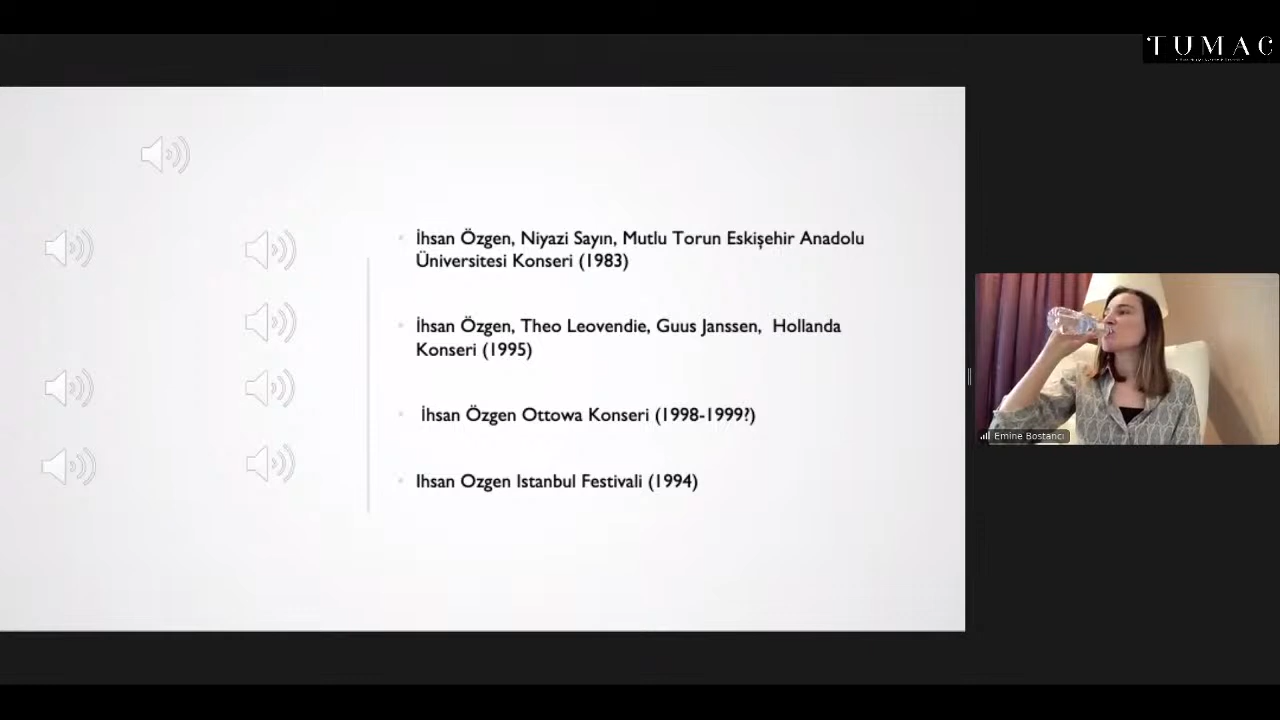 TUMAC
İhsan Özgen, Niyazi Sayın, Mutlu Torun Eskişehir Anadolu
Üniversitesi Konseri (1983)
İhsan Özgen, Theo Leovendie, Guus Janssen, Hollanda
Konseri (1995)
İhsan Özgen Ottowa Konseri (1998-1999?)
Ihsan Ozgen Istanbul Festivali (1994)
Emine Bostancı